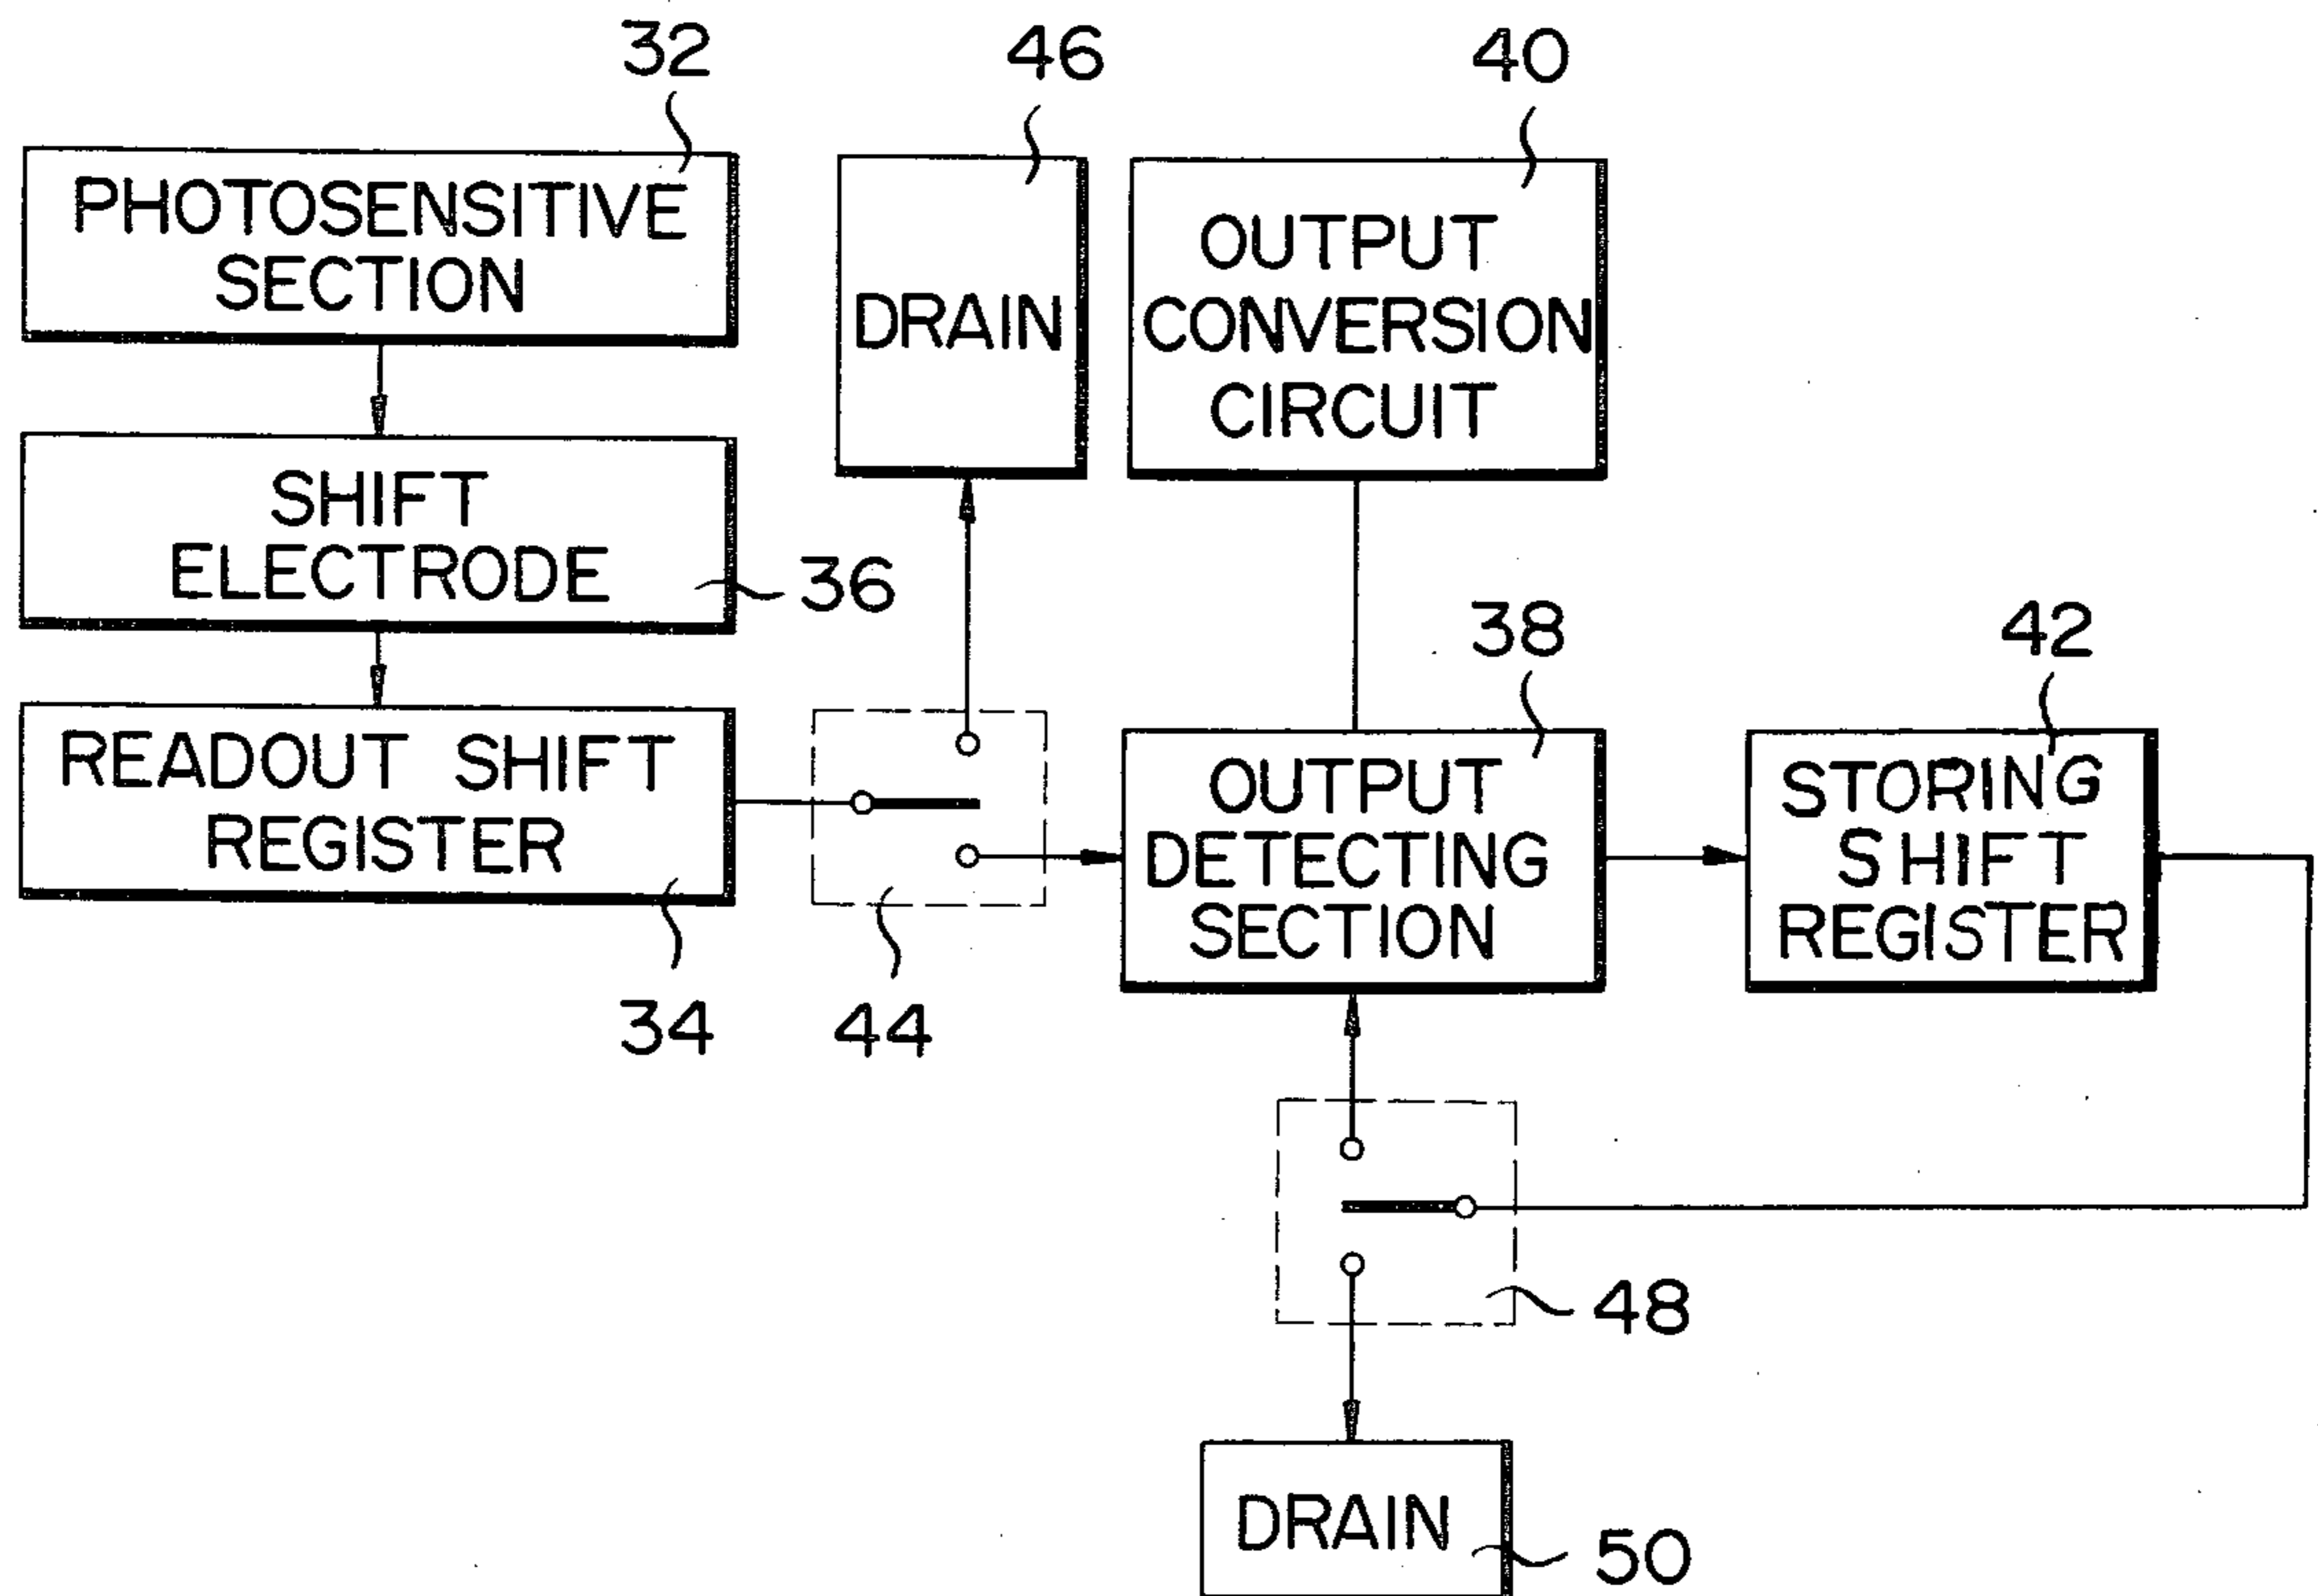 32
46
40
PHOTOSENSITIVE
SECTION
DRAIN
OUTPUT
CONVERSION
CIRCUIT
SHIFT
ELECTRODE
36
38
42
READOUT SHIFT
REGISTER
OUTPUT
DETECTING
SECTION
STORING
SHIFT
REGISTER
34
44
48
DRAIN
50